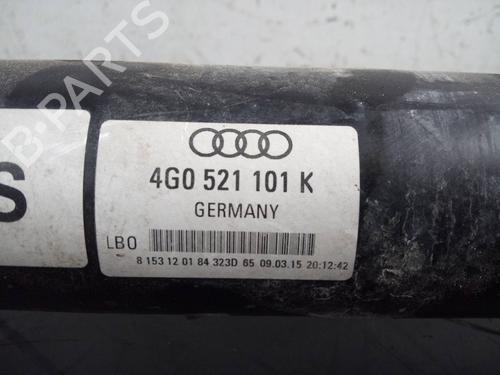 B-PARTS
S
4G0 521 101 K
GERMANY
LBO
8 153 12 01 84 323D 65 09.03.15 20:12:42